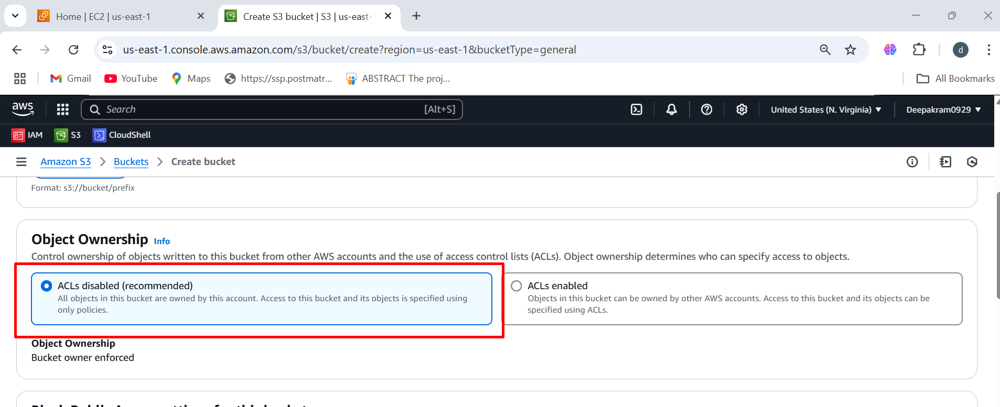 Home | EC2 | us-east-1
Create S3 bucket | S3 | us-east-
us-east-1.console.aws.amazon.com/s3/bucket/create?region=us-east-1&bucketType=general
d
Gmail
YouTube
Maps
https://ssp.postmatr...
ABSTRACT The proj...
All Bookmarks
aws
Search
[Alt+S]
United States (N. Virginia)
Deepakram0929
IAM
S3
CloudShell
Amazon S3
Buckets
Create bucket
Format: s3://bucket/prefix
Object Ownership Info
Control ownership of objects written to this bucket from other AWS accounts and the use of access control lists (ACLs). Object ownership determines who can specify access to objects.
ACLs disabled (recommended)
All objects in this bucket are owned by this account. Access to this bucket and its objects is specified using
only policies.
ACLs enabled
Objects in this bucket can be owned by other AWS accounts. Access to this bucket and its objects can be
specified using ACLs.
Object Ownership
Bucket owner enforced